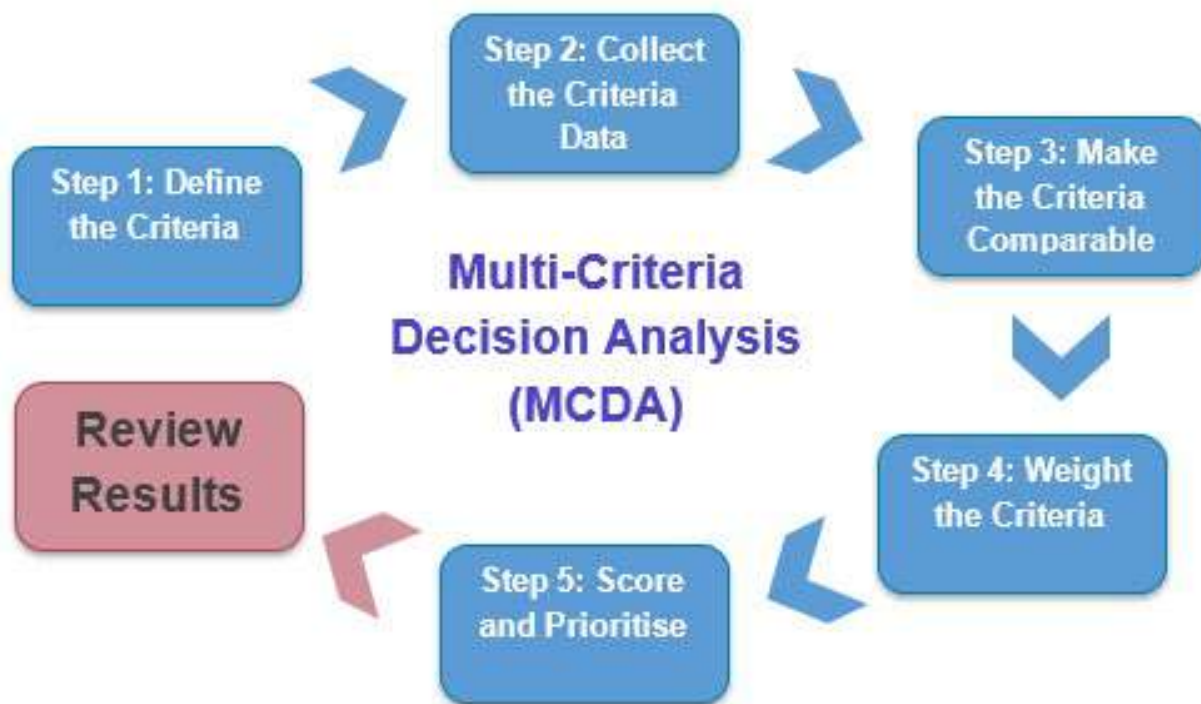 Step 1: Define
the Criteria
Step 2: Collect
the Criteria
Data
Step 3: Make
the Criteria
Comparable
Multi-Criteria
Decision Analysis
(MCDA)
Step 4: Weight
the Criteria
Step 5: Score
and Prioritise
Review
Results